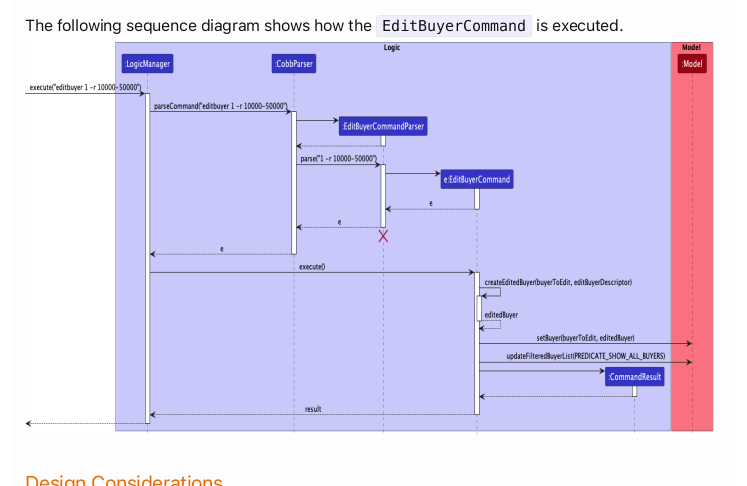 The following sequence diagram shows how the EditBuyerCommand is executed.
Logic
Model
:LogicManager
:CobbParser
:Model
execute("editbuyer 1 -r 10000-50000")
parseCommand("editbuyer 1 -r 10000-50000")
:EditBuyerCommandParser
parse("1 -r 10000-50000")
e:EditBuyerCommand
e
e
e
execute()
createEditedBuyer(buyerToEdit, editBuyerDescriptor)
editedBuyer
setBuyer(buyerToEdit, editedBuyer)
updateFilteredBuyerList(PREDICATE_SHOW_ALL_BUYERS)
:CommandResult
result
Design Considerations